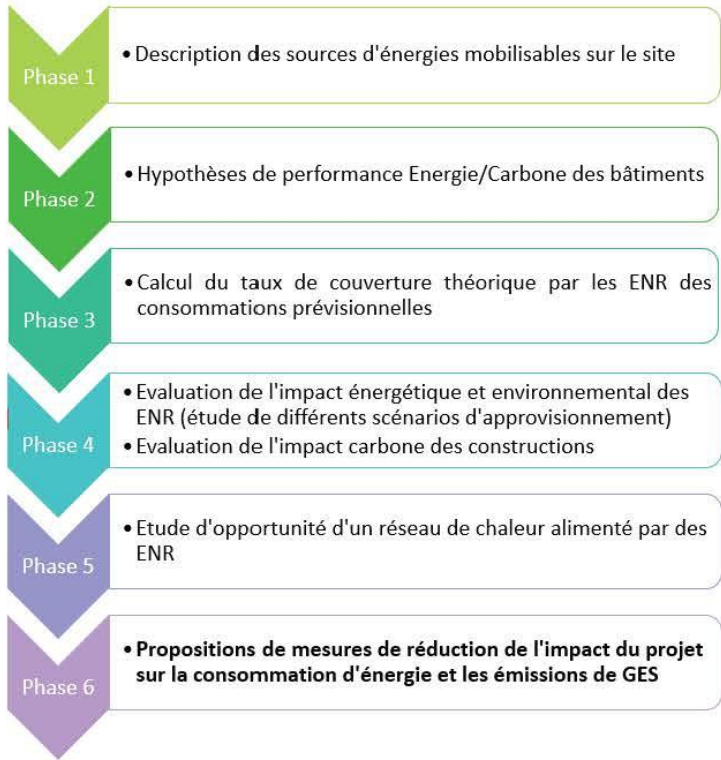 Phase 1
• Description des sources d'énergies mobilisables sur le site
Phase 2
• Hypothèses de performance Energie/Carbone des bâtiments
Phase 3
• Calcul du taux de couverture théorique par les ENR des
consommations prévisionnelles
Phase 4
• Evaluation de l'impact énergétique et environnemental des
ENR (étude de différents scénarios d'approvisionnement)
• Evaluation de l'impact carbone des constructions
Phase 5
• Etude d'opportunité d'un réseau de chaleur alimenté par des
ENR
Phase 6
• Propositions de mesures de réduction de l'impact du projet
sur la consommation d'énergie et les émissions de GES